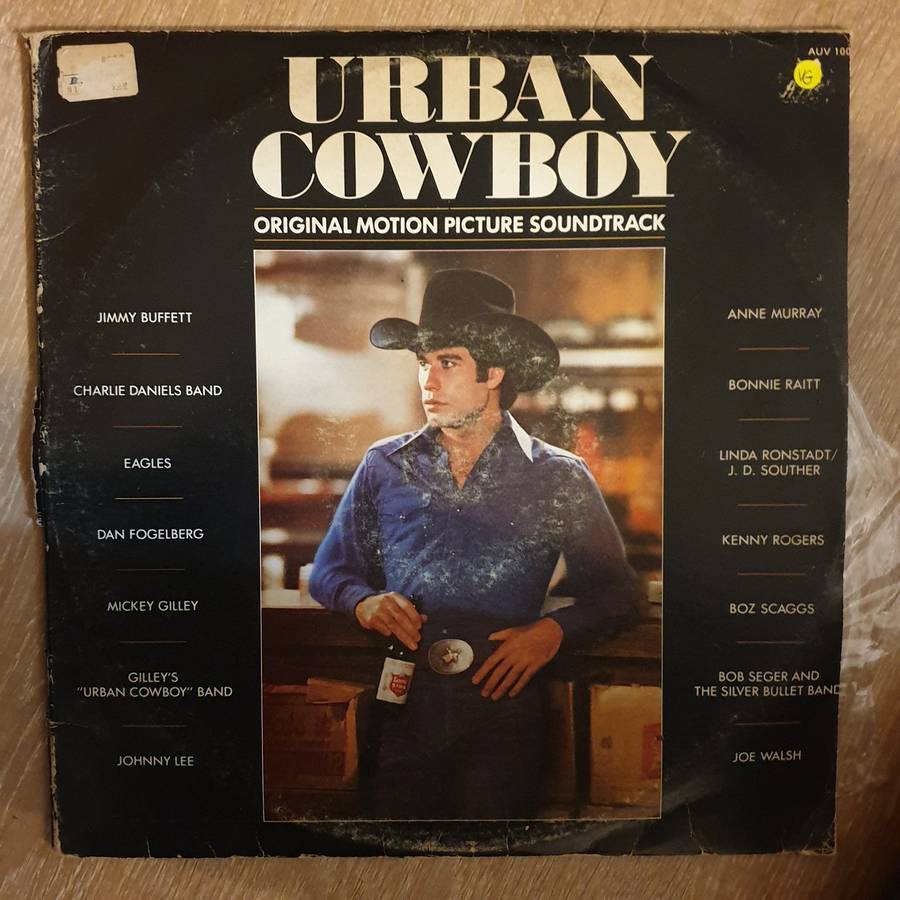 AUV 100
VG
URBAN
COWBOY
ORIGINAL MOTION PICTURE SOUNDTRACK
JIMMY BUFFETT
CHARLIE DANIELS BAND
EAGLES
DAN FOGELBERG
MICKEY GILLEY
GILLEY'S
"URBAN COWBOY" BAND
JOHNNY LEE
ANNE MURRAY
BONNIE RAITT
LINDA RONSTADT/
J. D. SOUTHER
KENNY ROGERS
BOZ SCAGGS
BOB SEGER AND
THE SILVER BULLET BAND
JOE WALSH